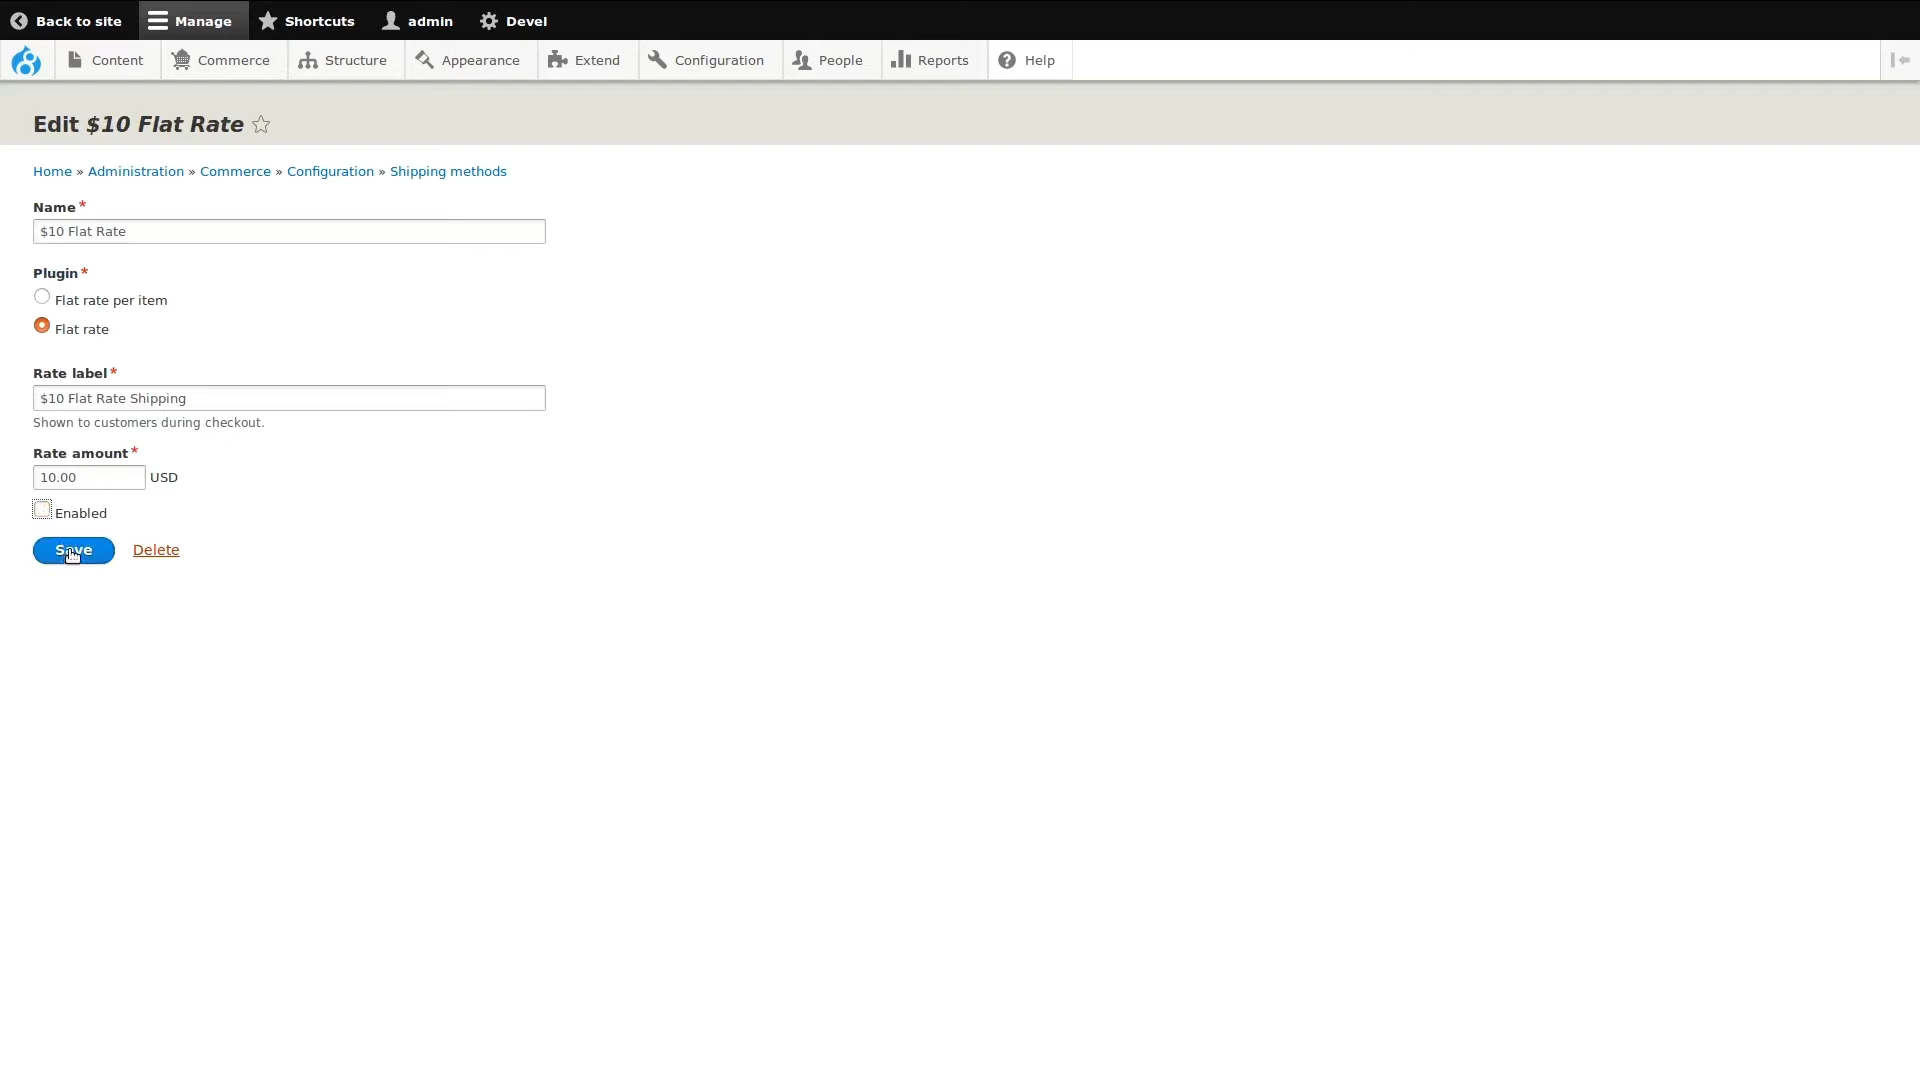 Back to site Manage Shortcuts admin Devel
Content Commerce Structure Appearance Extend Configuration People Reports Help
Edit $10 Flat Rate
Home » Administration » Commerce » Configuration » Shipping methods
Name *
$10 Flat Rate
Plugin *
Flat rate per item
Flat rate
Rate label *
$10 Flat Rate Shipping
Shown to customers during checkout.
Rate amount *
10.00 USD
Enabled
Save Delete